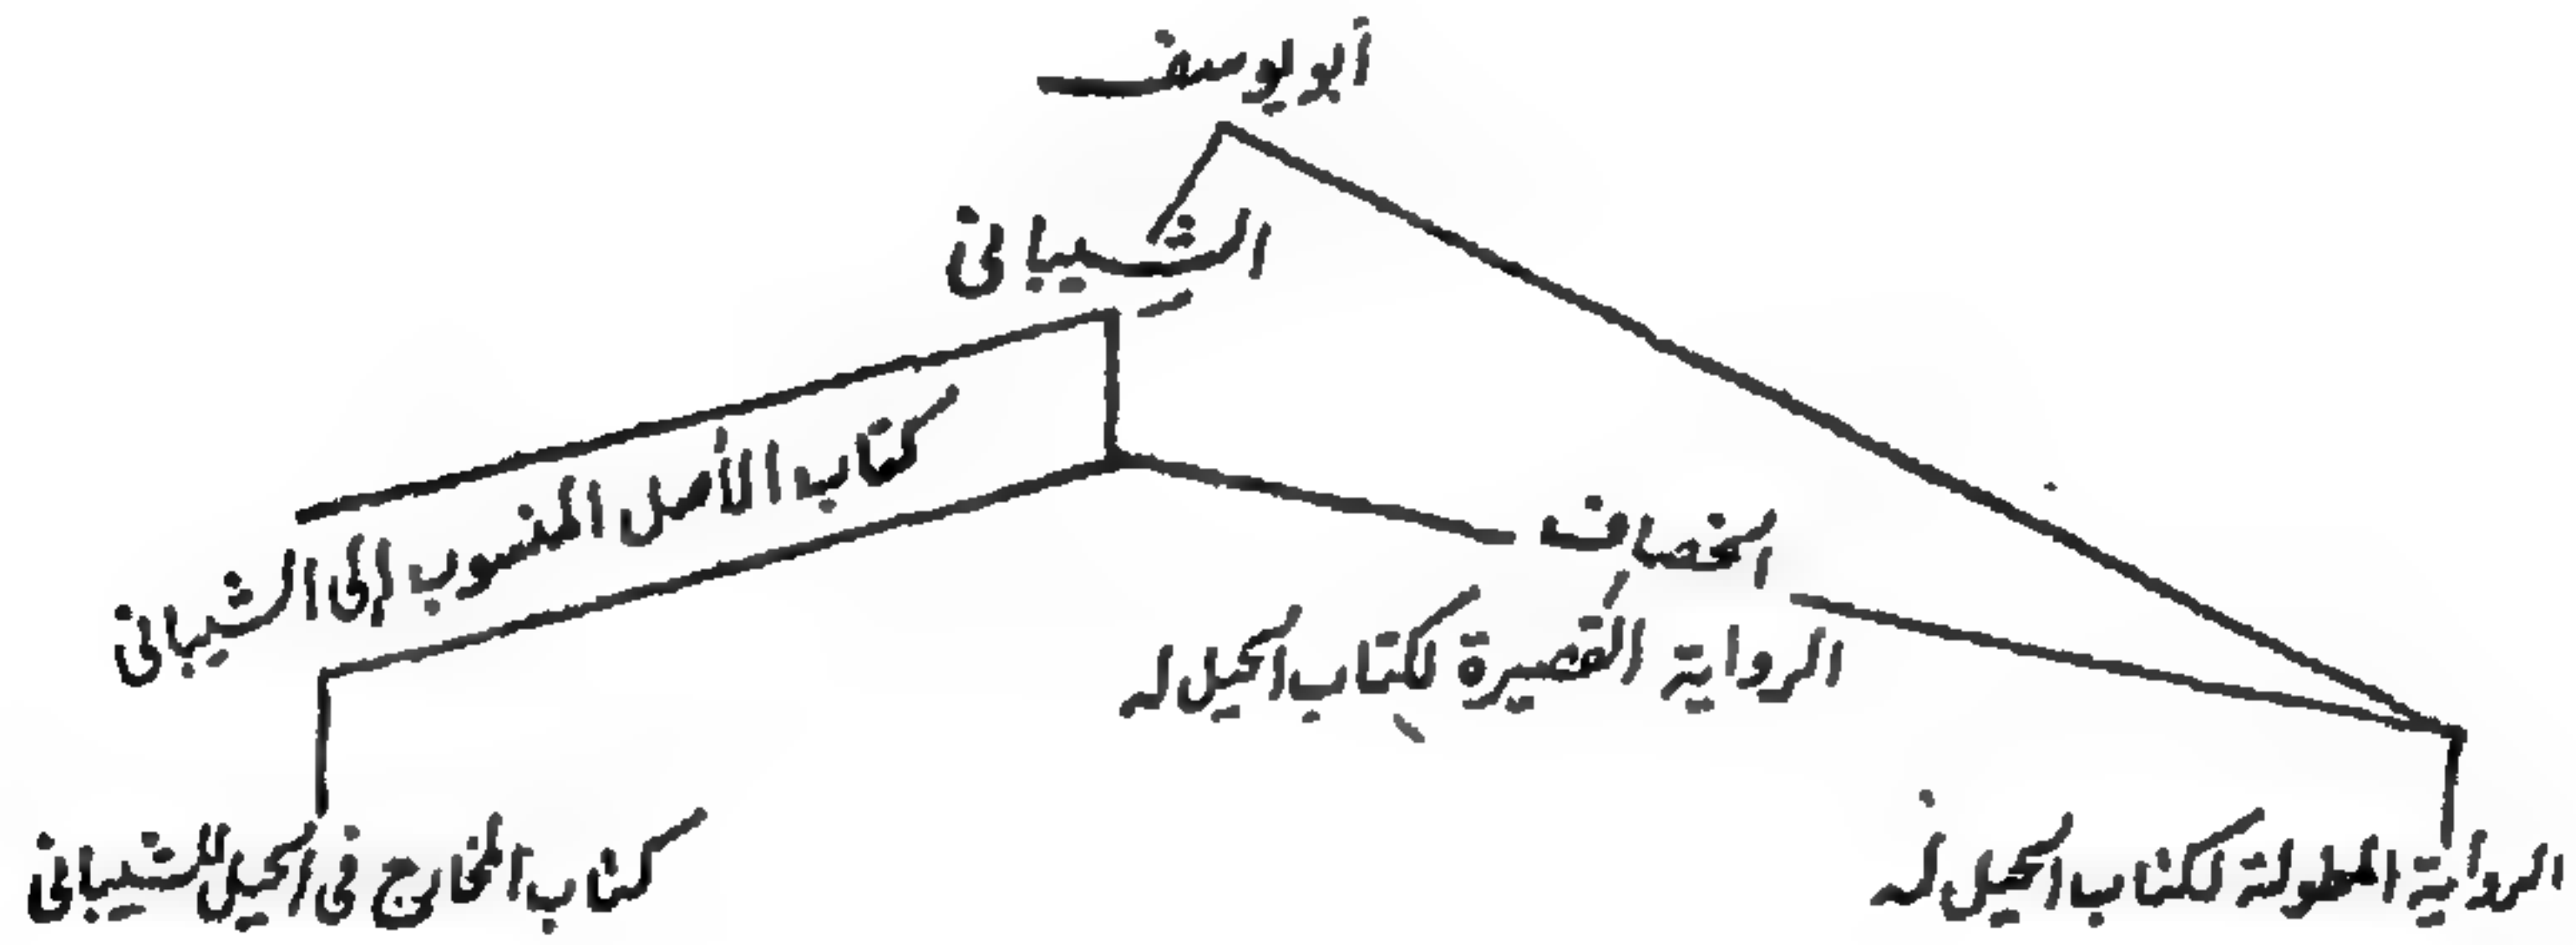 أبو يوسف
الشيبانى
كتاب الأصل المنسوب إلى الشيبانى
الخصاف
الرواية القصيرة لكتاب الحيل له
الرواية المطولة لكتاب الحيل له
كتاب المخارج فى الحيل للشيبانى